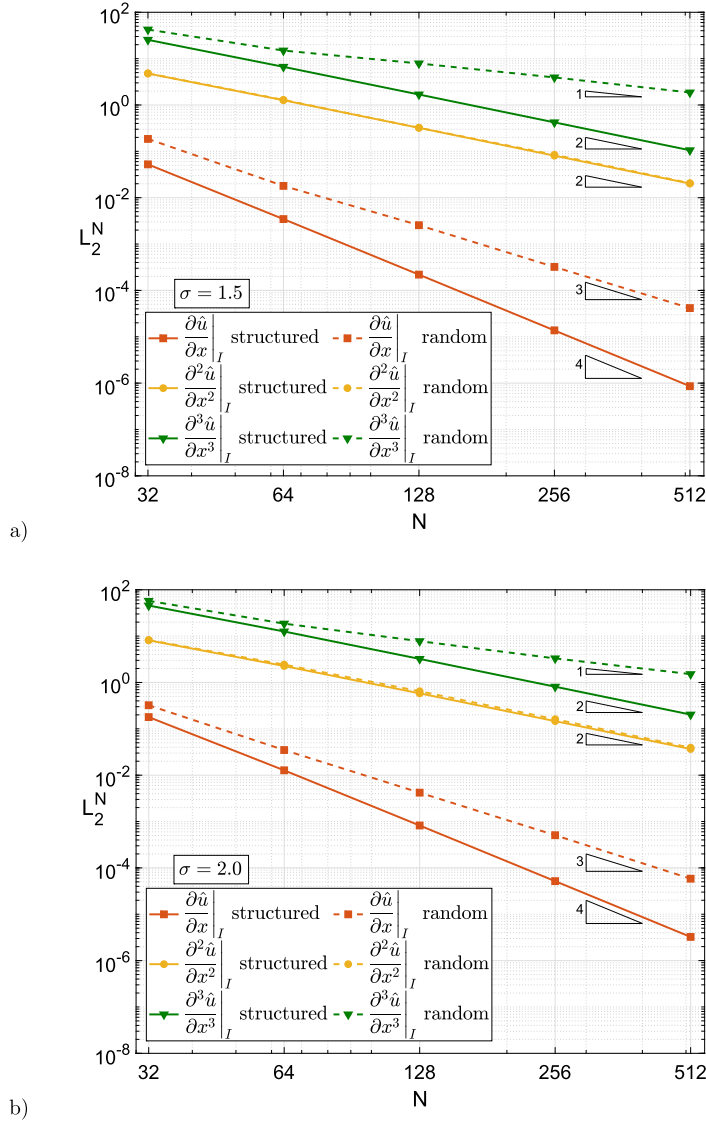 10^2
10^0
10^-2
10^-4
10^-6
10^-8
L_2^N
1
2
2
3
4
σ = 1.5
∂û/∂x|_I structured ∂û/∂x|_I random
∂²û/∂x²|_I structured ∂²û/∂x²|_I random
∂³û/∂x³|_I structured ∂³û/∂x³|_I random
32 64 128 256 512
N
a)
10^2
10^0
10^-2
10^-4
10^-6
10^-8
L_2^N
1
2
2
3
4
σ = 2.0
∂û/∂x|_I structured ∂û/∂x|_I random
∂²û/∂x²|_I structured ∂²û/∂x²|_I random
∂³û/∂x³|_I structured ∂³û/∂x³|_I random
32 64 128 256 512
N
b)